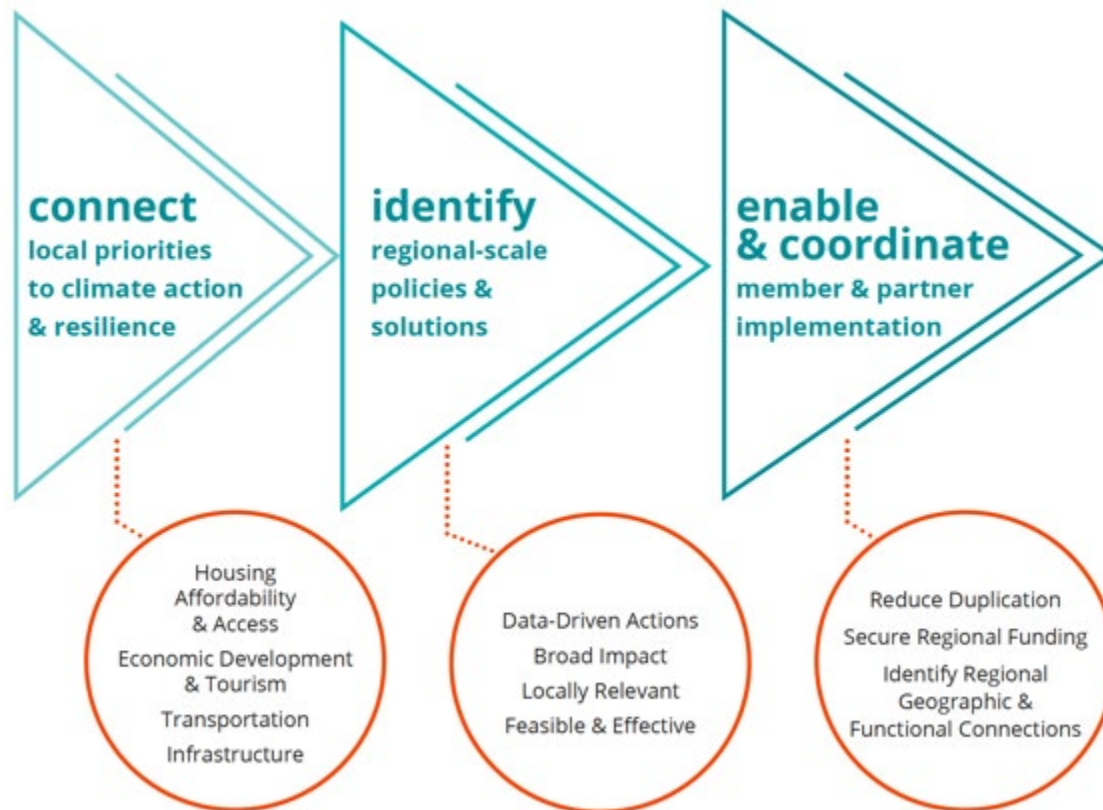 connect
local priorities
to climate action
& resilience
identify
regional-scale
policies &
solutions
enable
& coordinate
member & partner
implementation
Housing
Affordability
& Access
Economic Development
& Tourism
Transportation
Infrastructure
Data-Driven Actions
Broad Impact
Locally Relevant
Feasible & Effective
Reduce Duplication
Secure Regional Funding
Identify Regional
Geographic &
Functional Connections